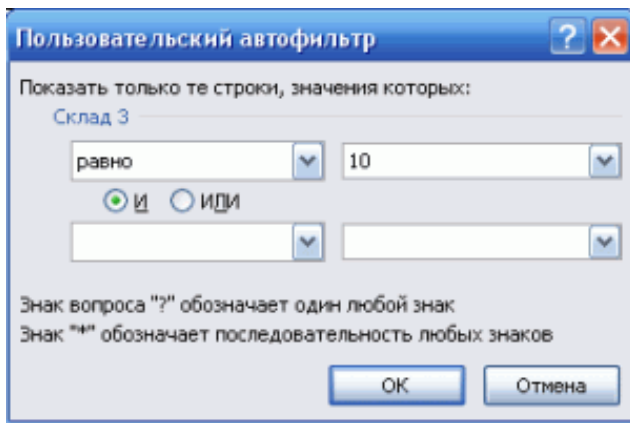 Пользовательский автофильтр
Показать только те строки, значения которых:
Склад 3
равно 10
И ИЛИ
Знак вопроса "?" обозначает один любой знак
Знак "*" обозначает последовательность любых знаков
ОК Отмена